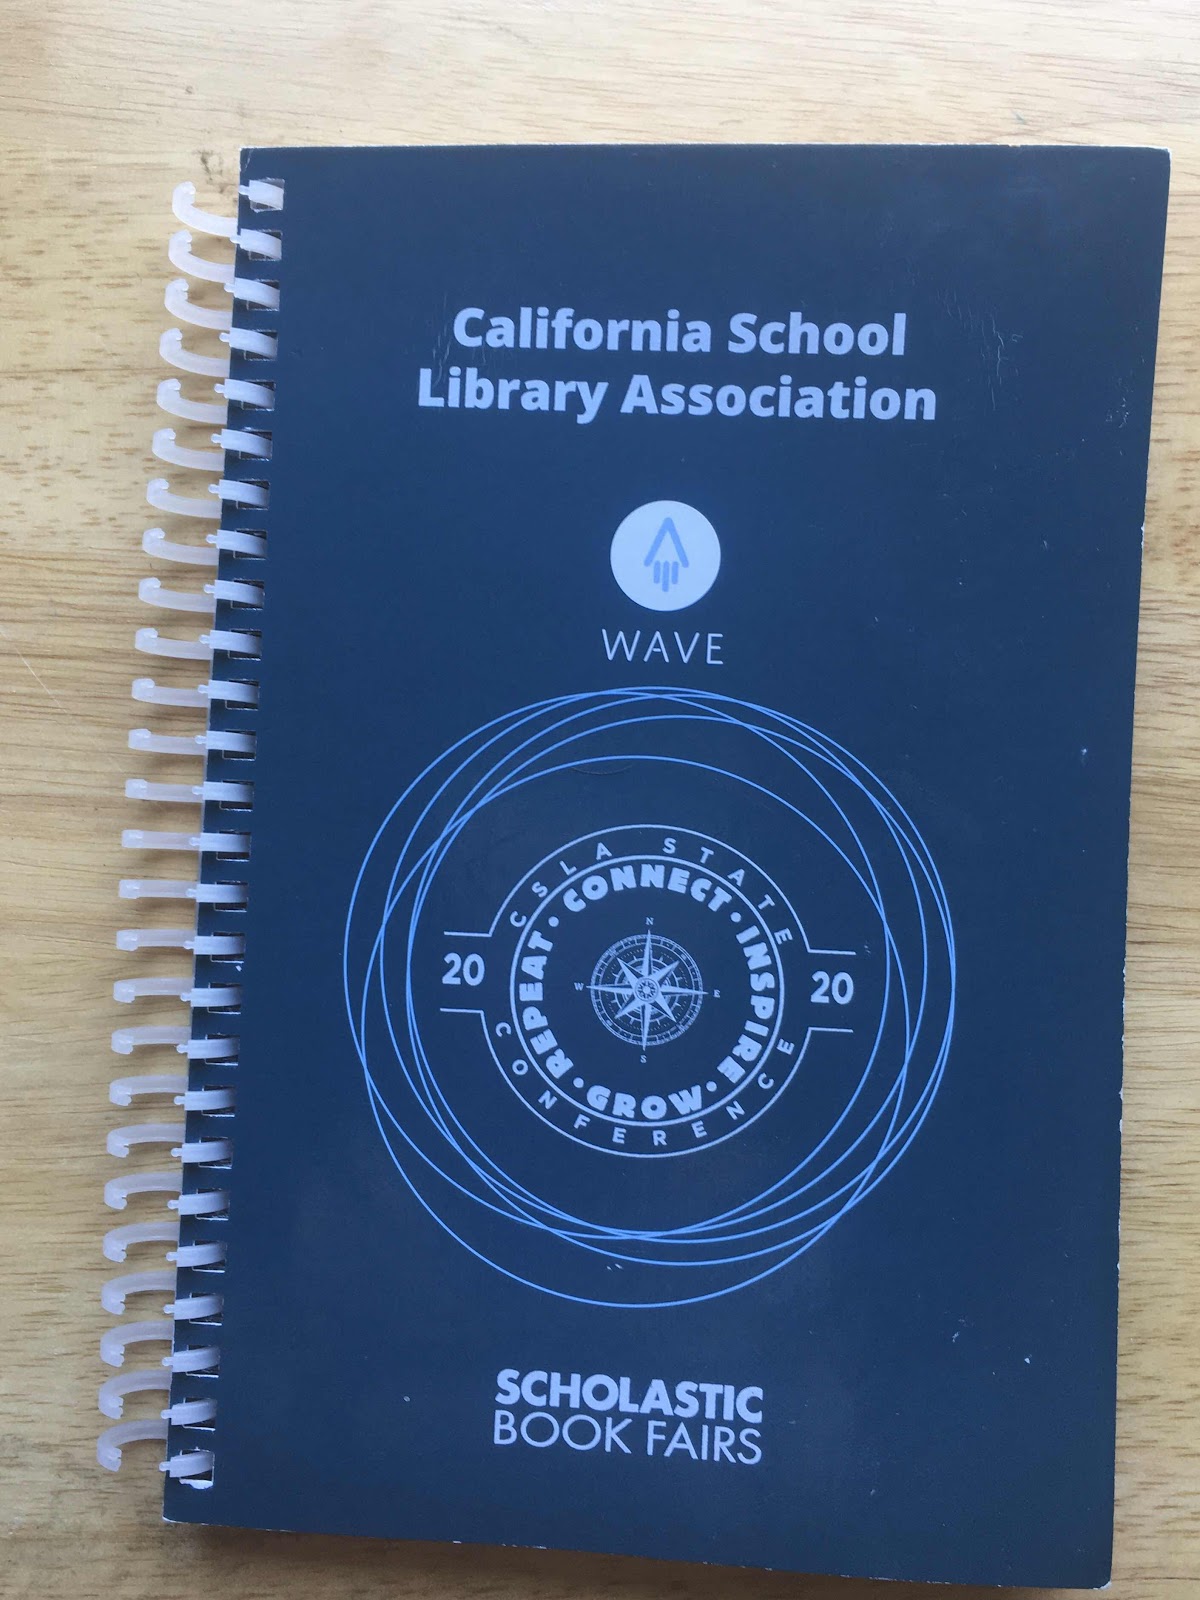 California School
Library Association
WAVE
CSLA STATE
20
CONNECT • INSPIRE • GROW • REPEAT •
N
W
E
S
20
CONFERENCE
SCHOLASTIC
BOOK FAIRS